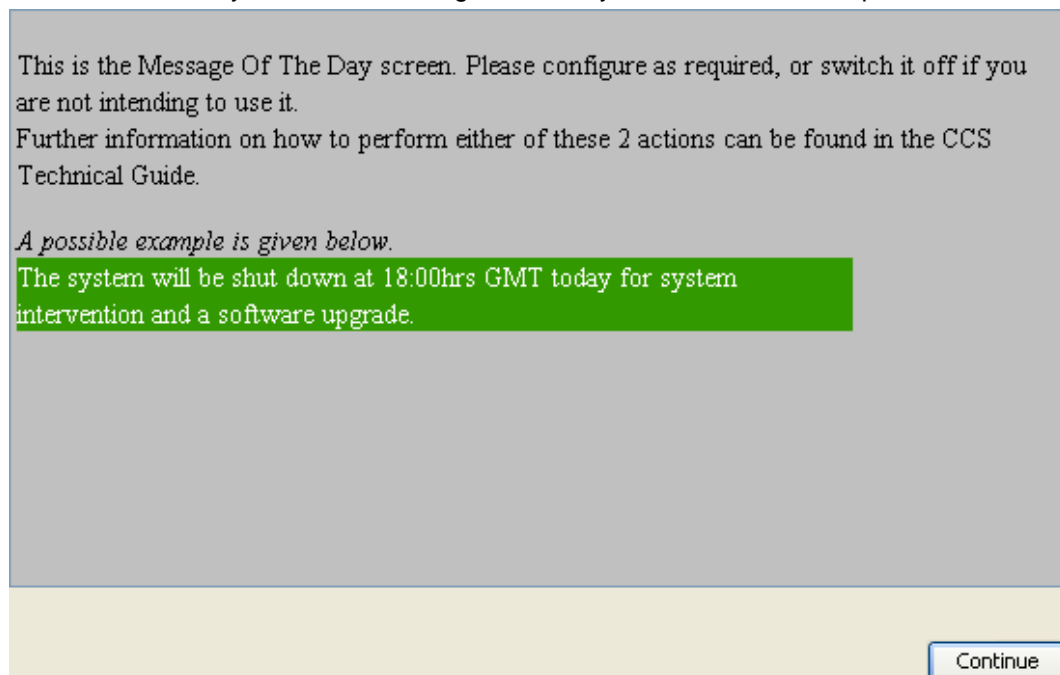 This is the Message Of The Day screen. Please configure as required, or switch it off if you
are not intending to use it.
Further information on how to perform either of these 2 actions can be found in the CCS
Technical Guide.
A possible example is given below.
The system will be shut down at 18:00hrs GMT today for system
intervention and a software upgrade.
Continue